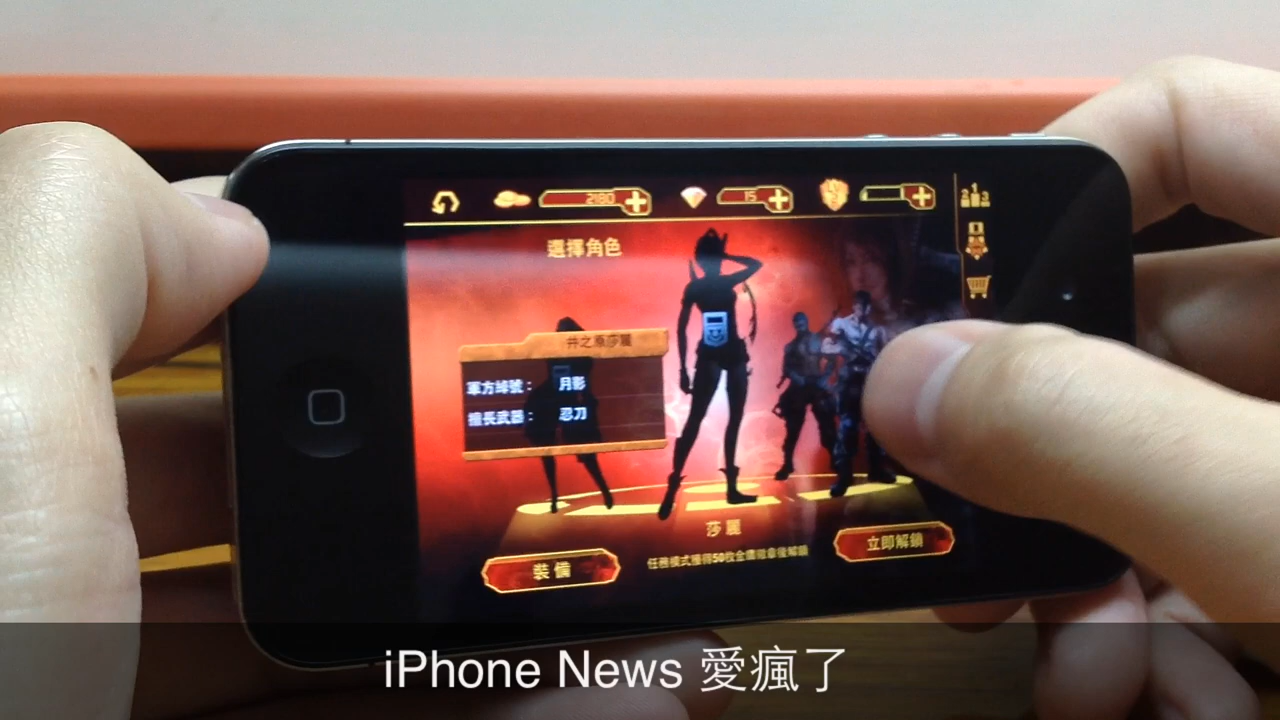 2180
15
選擇角色
井之原莎麗
軍方綽號： 月影
擅長武器： 忍刀
莎麗
任務模式獲得50枚金質徽章後解鎖
裝備
立即解鎖
iPhone News 愛瘋了